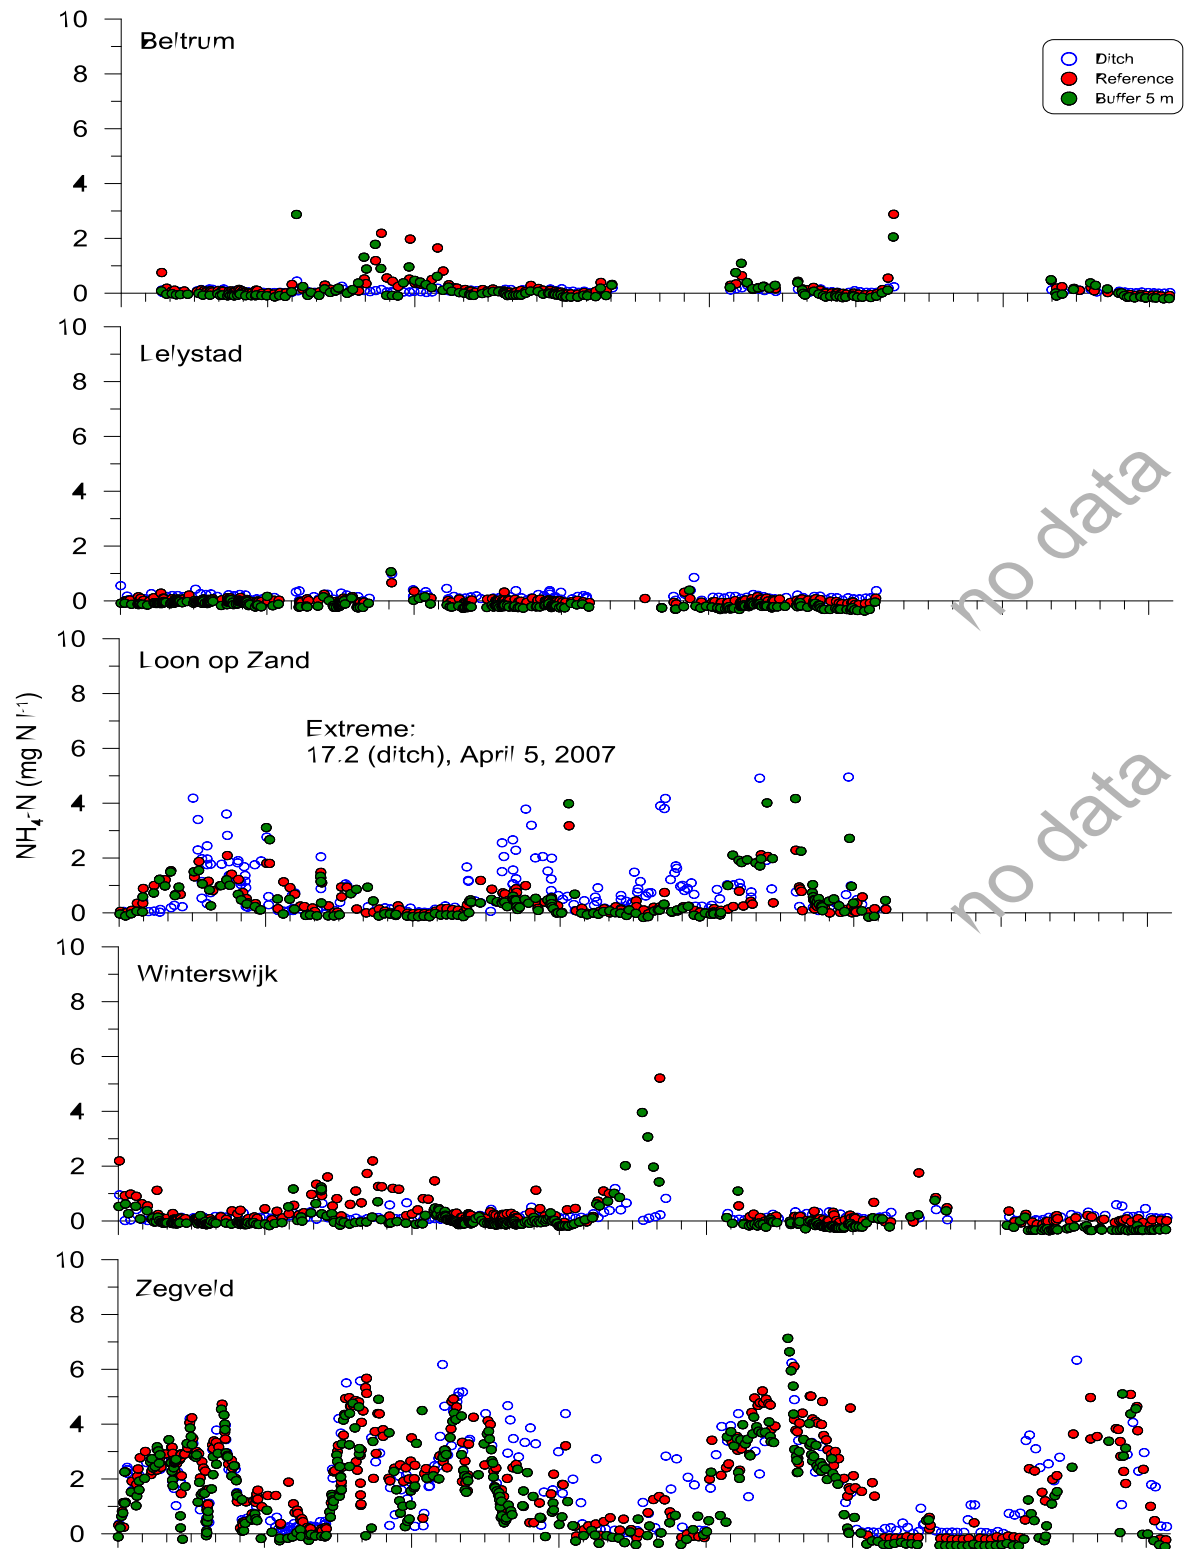 10
Beltrum
Ditch
Reference
Buffer 5 m
8
6
4
2
0
10
Lelystad
8
6
4
2
0
no data
10
Loon op Zand
8
Extreme:
17.2 (ditch), April 5, 2007
6
4
2
0
no data
NH4-N (mg N l-1)
10
Winterswijk
8
6
4
2
0
10
Zegveld
8
6
4
2
0